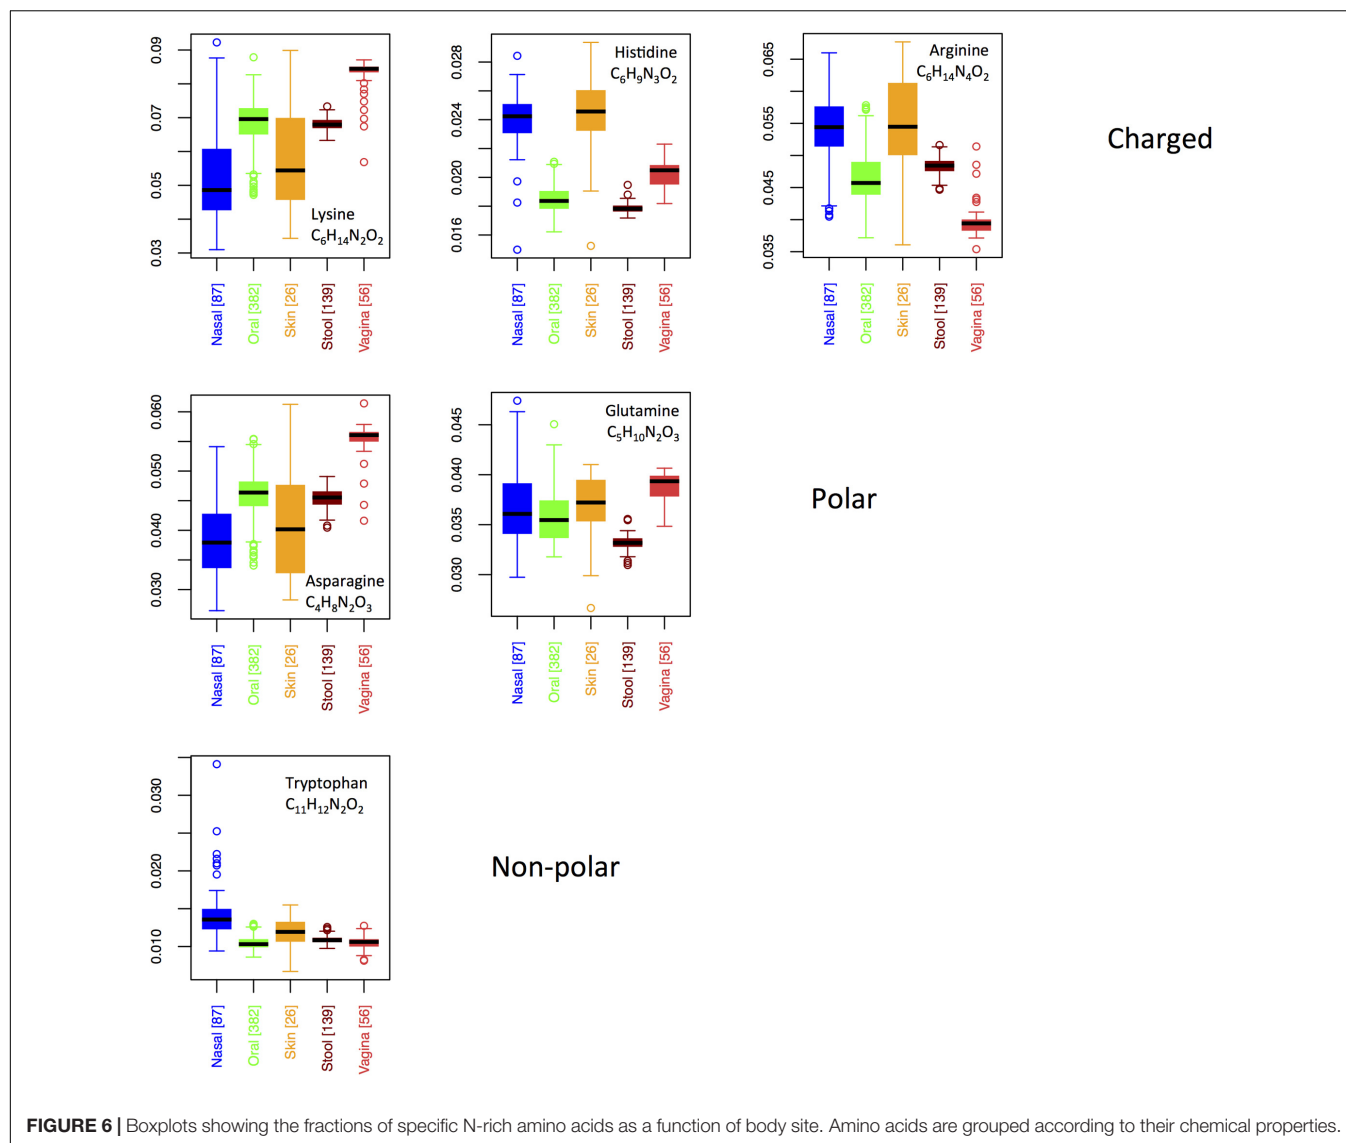 0.03 0.05 0.07 0.09
Lysine
C6H14N2O2
Nasal [87] Oral [382] Skin [26] Stool [139] Vagina [56]
0.016 0.020 0.024 0.028
Histidine
C6H9N3O2
Nasal [87] Oral [382] Skin [26] Stool [139] Vagina [56]
0.035 0.045 0.055 0.065
Arginine
C6H14N4O2
Nasal [87] Oral [382] Skin [26] Stool [139] Vagina [56]
Charged
0.030 0.040 0.050 0.060
Asparagine
C4H8N2O3
Nasal [87] Oral [382] Skin [26] Stool [139] Vagina [56]
0.030 0.035 0.040 0.045
Glutamine
C5H10N2O3
Nasal [87] Oral [382] Skin [26] Stool [139] Vagina [56]
Polar
0.010 0.020 0.030
Tryptophan
C11H12N2O2
Nasal [87] Oral [382] Skin [26] Stool [139] Vagina [56]
Non-polar
FIGURE 6 | Boxplots showing the fractions of specific N-rich amino acids as a function of body site. Amino acids are grouped according to their chemical properties.